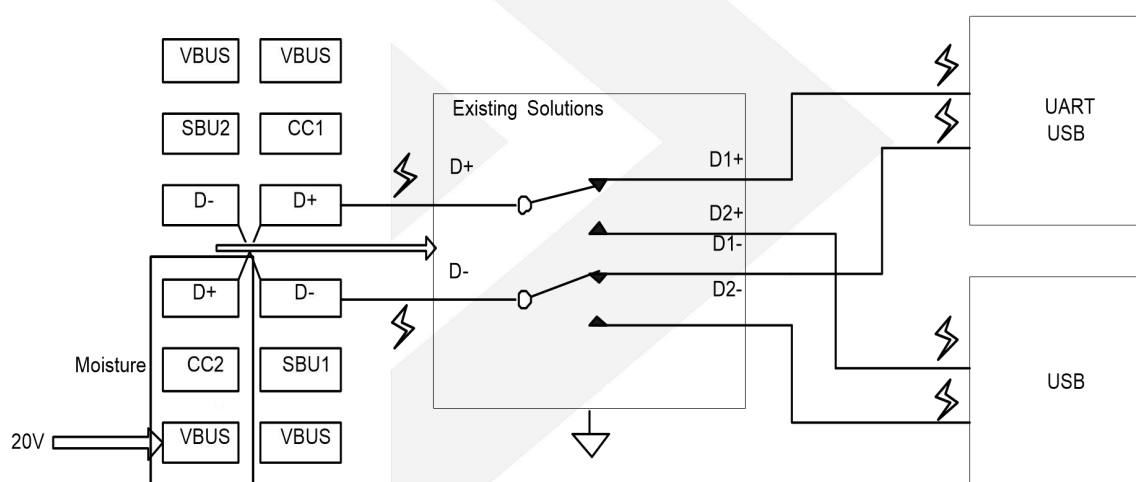 VBUS VBUS
SBU2 CC1
D- D+
D+ D-
Moisture
CC2 SBU1
20V
VBUS VBUS
Existing Solutions
D+
D-
D1+
D2+
D1-
D2-
UART
USB
USB